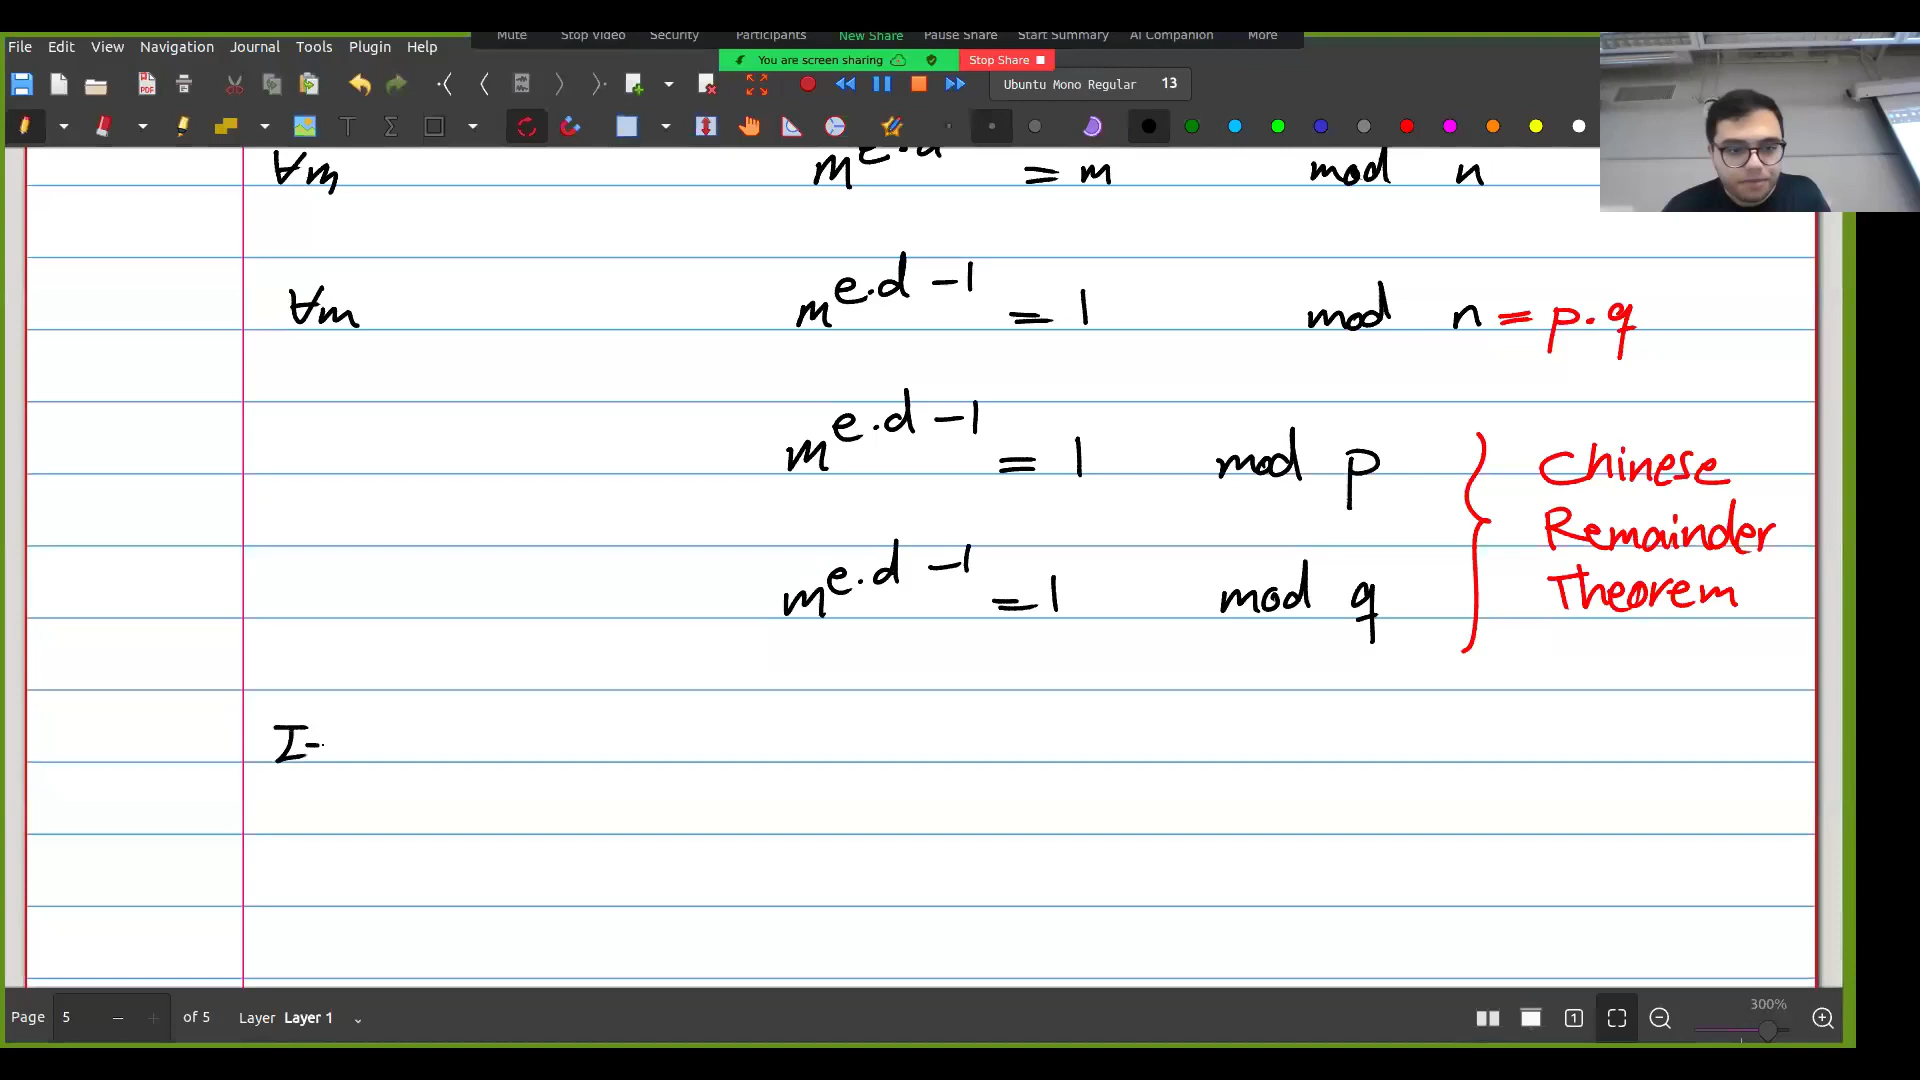 Mute Stop Video Security Participants New Share Pause Share Start Summary AI Companion More
File Edit View Navigation Journal Tools Plugin Help
You are screen sharing Stop Share
Ubuntu Mono Regular 13
∀m m^{e.d} = m mod n
∀m m^{e.d -1} = 1 mod n = p.q
m^{e.d -1} = 1 mod p
m^{e.d -1} = 1 mod q
Chinese
Remainder
Theorem
Page 5 of 5 Layer Layer 1 300%